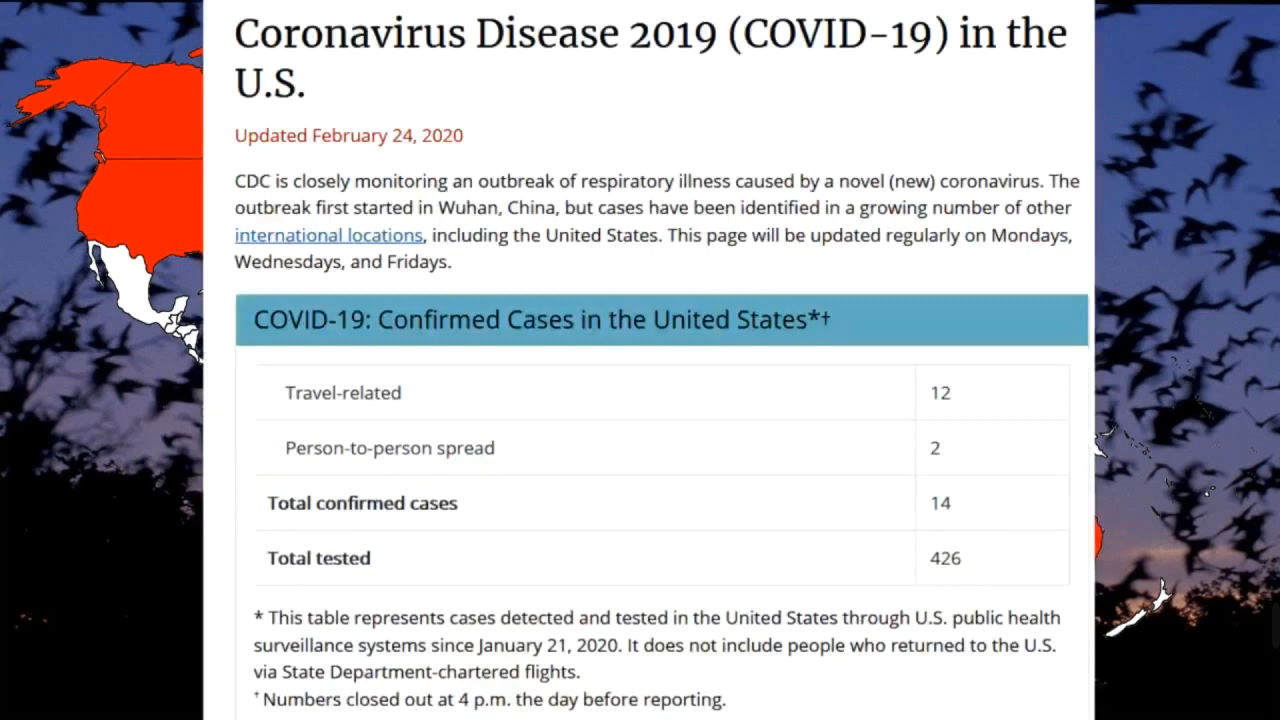 Coronavirus Disease 2019 (COVID-19) in the
U.S.
Updated February 24, 2020
CDC is closely monitoring an outbreak of respiratory illness caused by a novel (new) coronavirus. The
outbreak first started in Wuhan, China, but cases have been identified in a growing number of other
international locations, including the United States. This page will be updated regularly on Mondays,
Wednesdays, and Fridays.
COVID-19: Confirmed Cases in the United States*†
Travel-related 12
Person-to-person spread 2
Total confirmed cases 14
Total tested 426
* This table represents cases detected and tested in the United States through U.S. public health
surveillance systems since January 21, 2020. It does not include people who returned to the U.S.
via State Department-chartered flights.
† Numbers closed out at 4 p.m. the day before reporting.